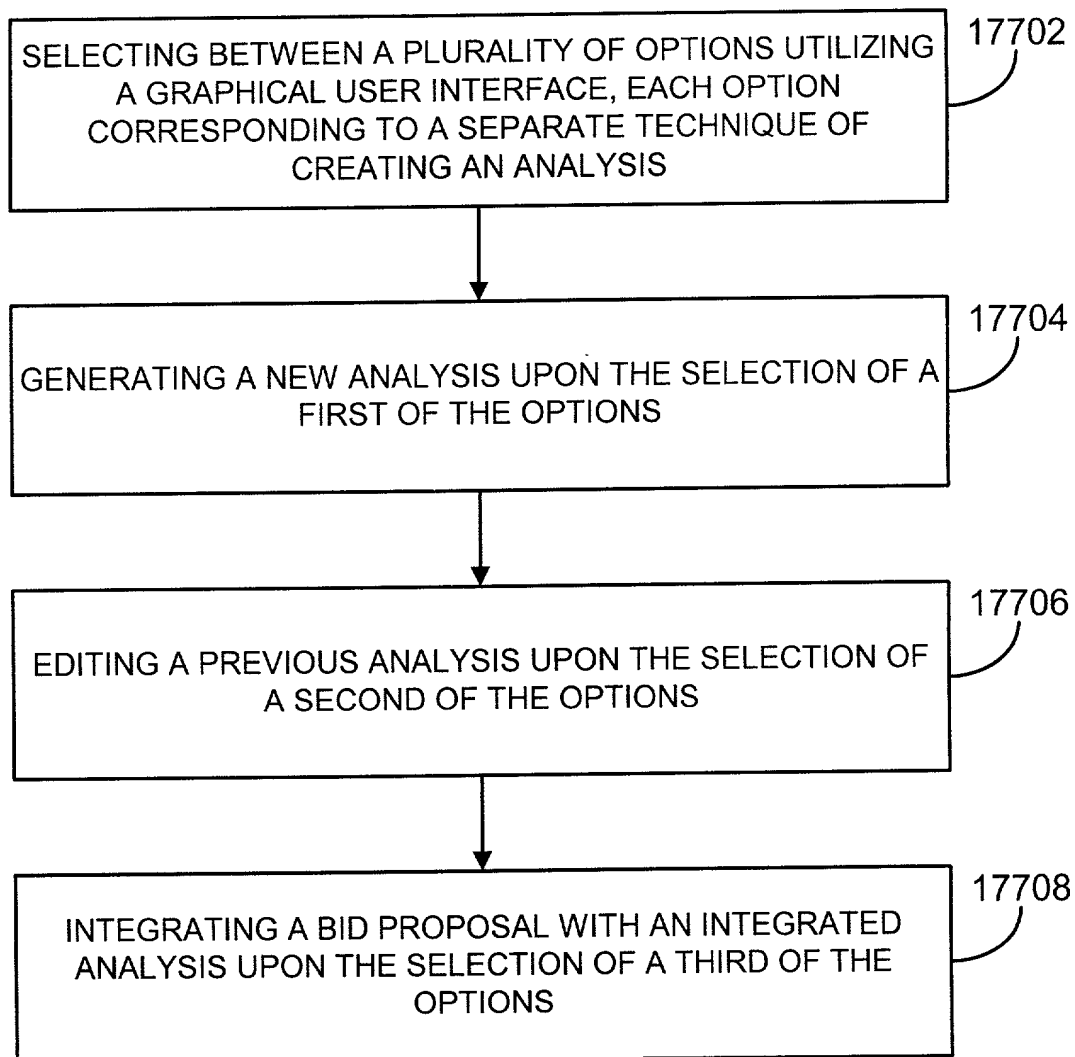 17702
SELECTING BETWEEN A PLURALITY OF OPTIONS UTILIZING
A GRAPHICAL USER INTERFACE, EACH OPTION
CORRESPONDING TO A SEPARATE TECHNIQUE OF
CREATING AN ANALYSIS
17704
GENERATING A NEW ANALYSIS UPON THE SELECTION OF A
FIRST OF THE OPTIONS
17706
EDITING A PREVIOUS ANALYSIS UPON THE SELECTION OF
A SECOND OF THE OPTIONS
17708
INTEGRATING A BID PROPOSAL WITH AN INTEGRATED
ANALYSIS UPON THE SELECTION OF A THIRD OF THE
OPTIONS